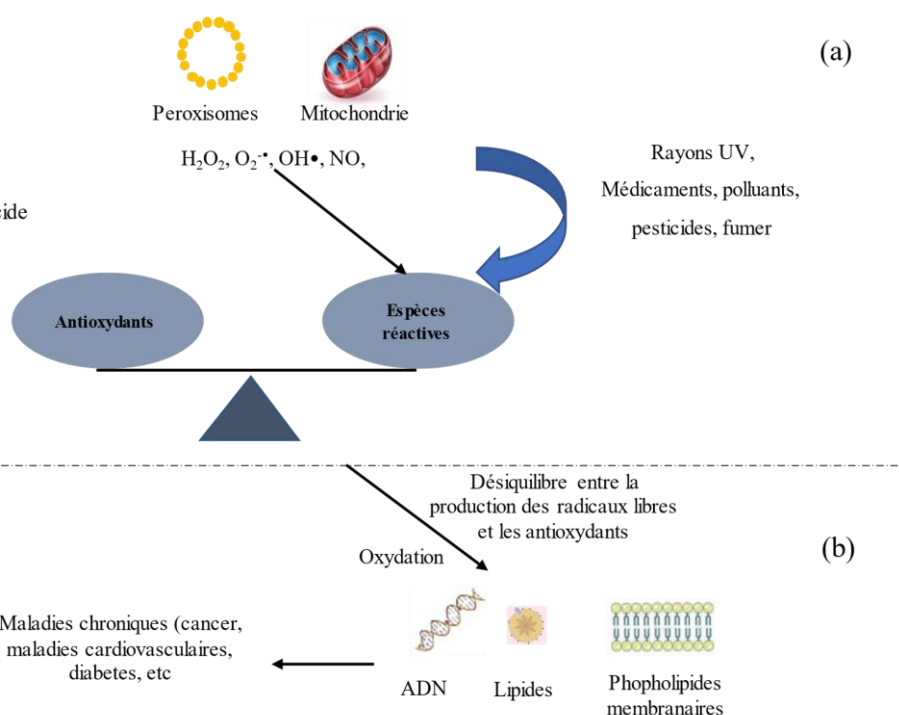 (a)
Peroxisomes
Mitochondrie
H₂O₂, O₂⁻•, OH•, NO,
Rayons UV,
Médicaments, polluants,
pesticides, fumer
cide
Antioxydants
Espèces
réactives
Désiquilibre entre la
production des radicaux libres
et les antioxydants
(b)
Oxydation
Maladies chroniques (cancer,
maladies cardiovasculaires,
diabetes, etc
ADN
Lipides
Phopholipides
membranaires